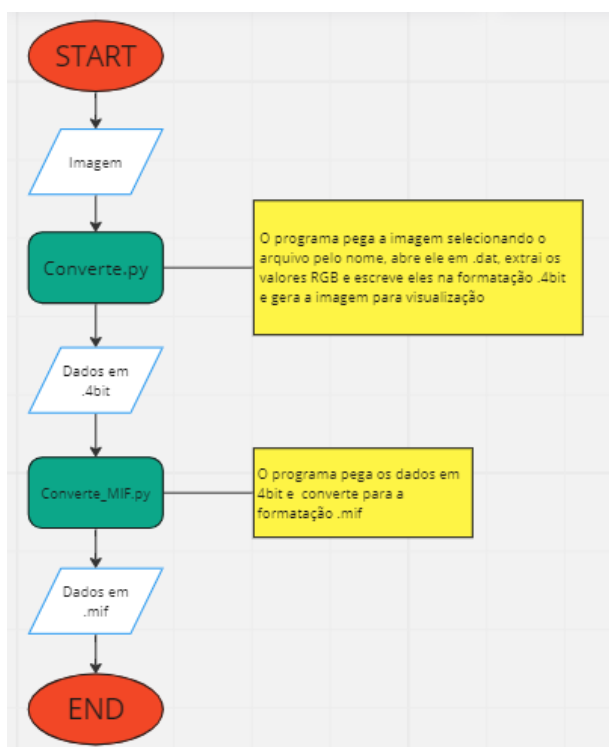 START
Imagem
Converte.py
O programa pega a imagem selecionando o
arquivo pelo nome, abre ele em .dat, extrai os
valores RGB e escreve eles na formatação .4bit
e gera a imagem para visualização
Dados em
.4bit
Converte_MIF.py
O programa pega os dados em
4bit e converte para a
formatação .mif
Dados em
.mif
END